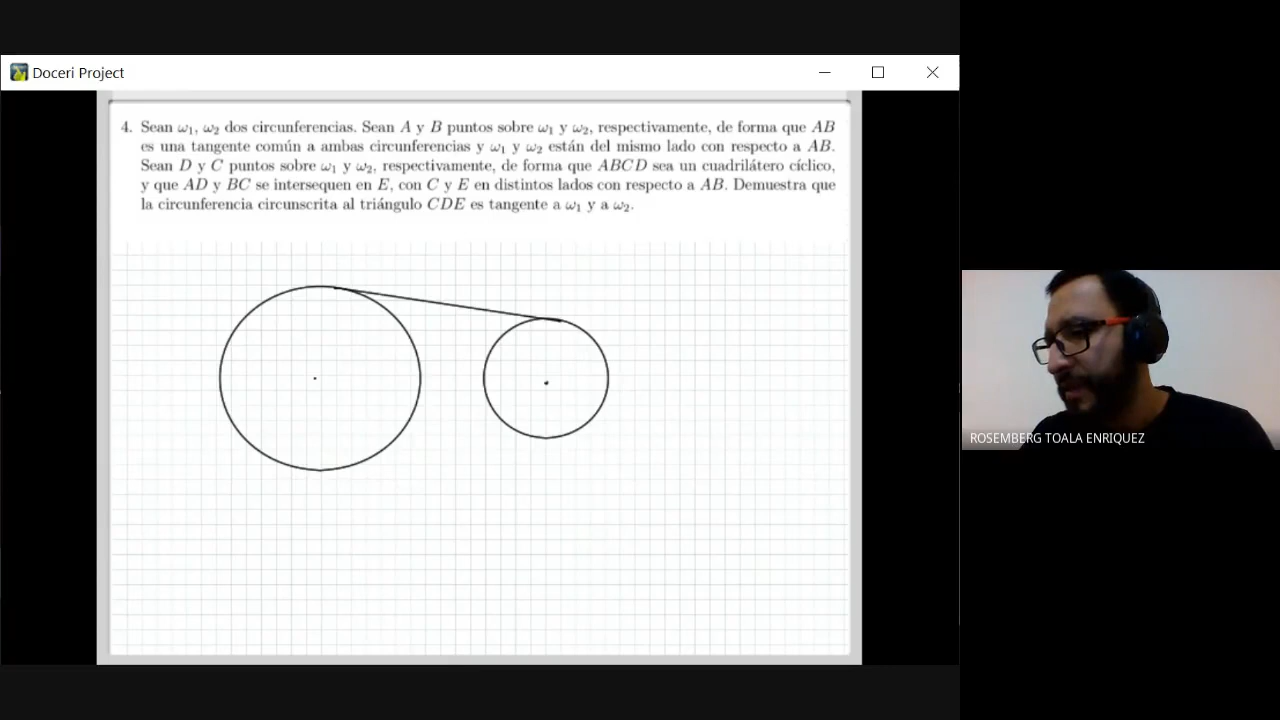 Doceri Project
4. Sean ω₁, ω₂ dos circunferencias. Sean A y B puntos sobre ω₁ y ω₂, respectivamente, de forma que AB
es una tangente común a ambas circunferencias y ω₁ y ω₂ están del mismo lado con respecto a AB.
Sean D y C puntos sobre ω₁ y ω₂, respectivamente, de forma que ABCD sea un cuadrilátero cíclico,
y que AD y BC se intersequen en E, con C y E en distintos lados con respecto a AB. Demuestra que
la circunferencia circunscrita al triángulo CDE es tangente a ω₁ y a ω₂.
ROSEMBERG TOALA ENRIQUEZ